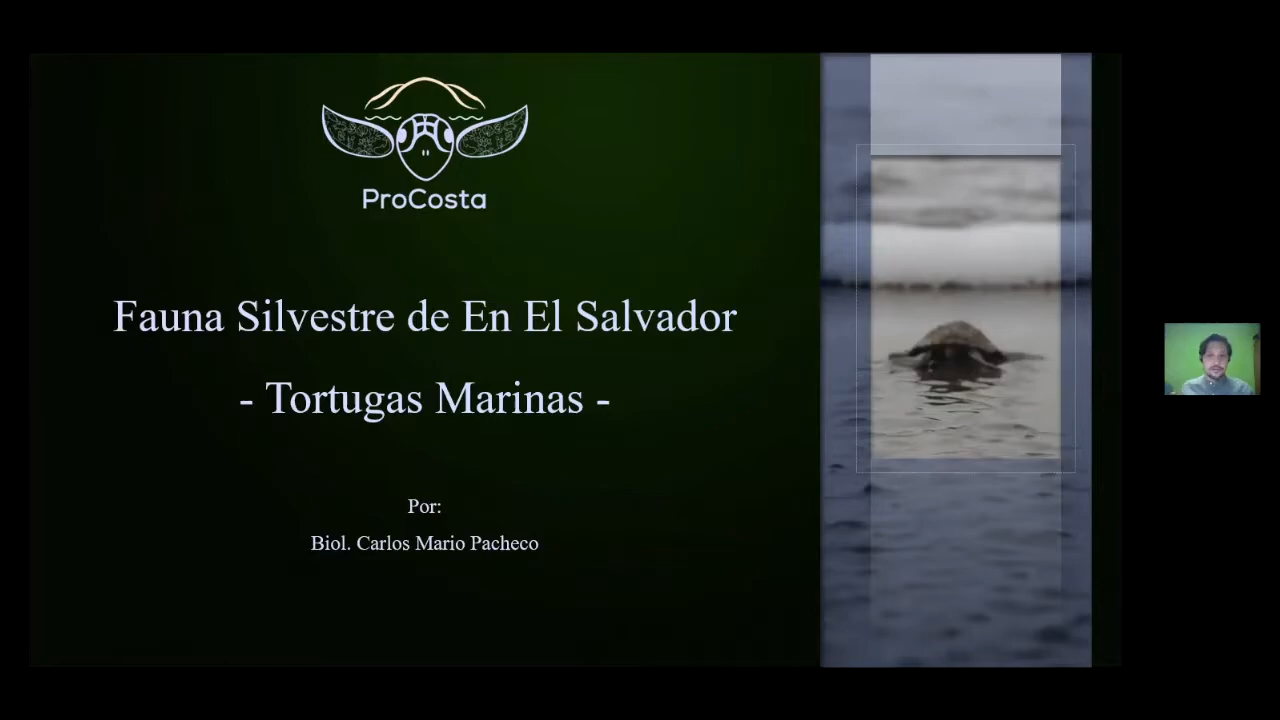 ProCosta
Fauna Silvestre de En El Salvador
- Tortugas Marinas -
Por:
Biol. Carlos Mario Pacheco